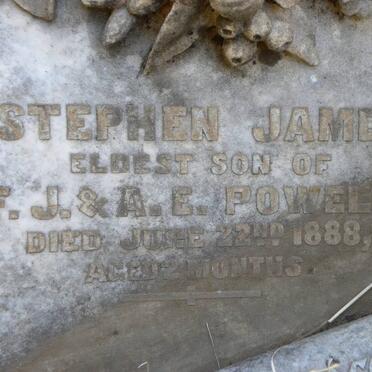 STEPHEN JAME
ELDEST SON OF
F. J. & A. E. POWEL
DIED JUNE 22ND 1888,
AGED 2 MONTHS.